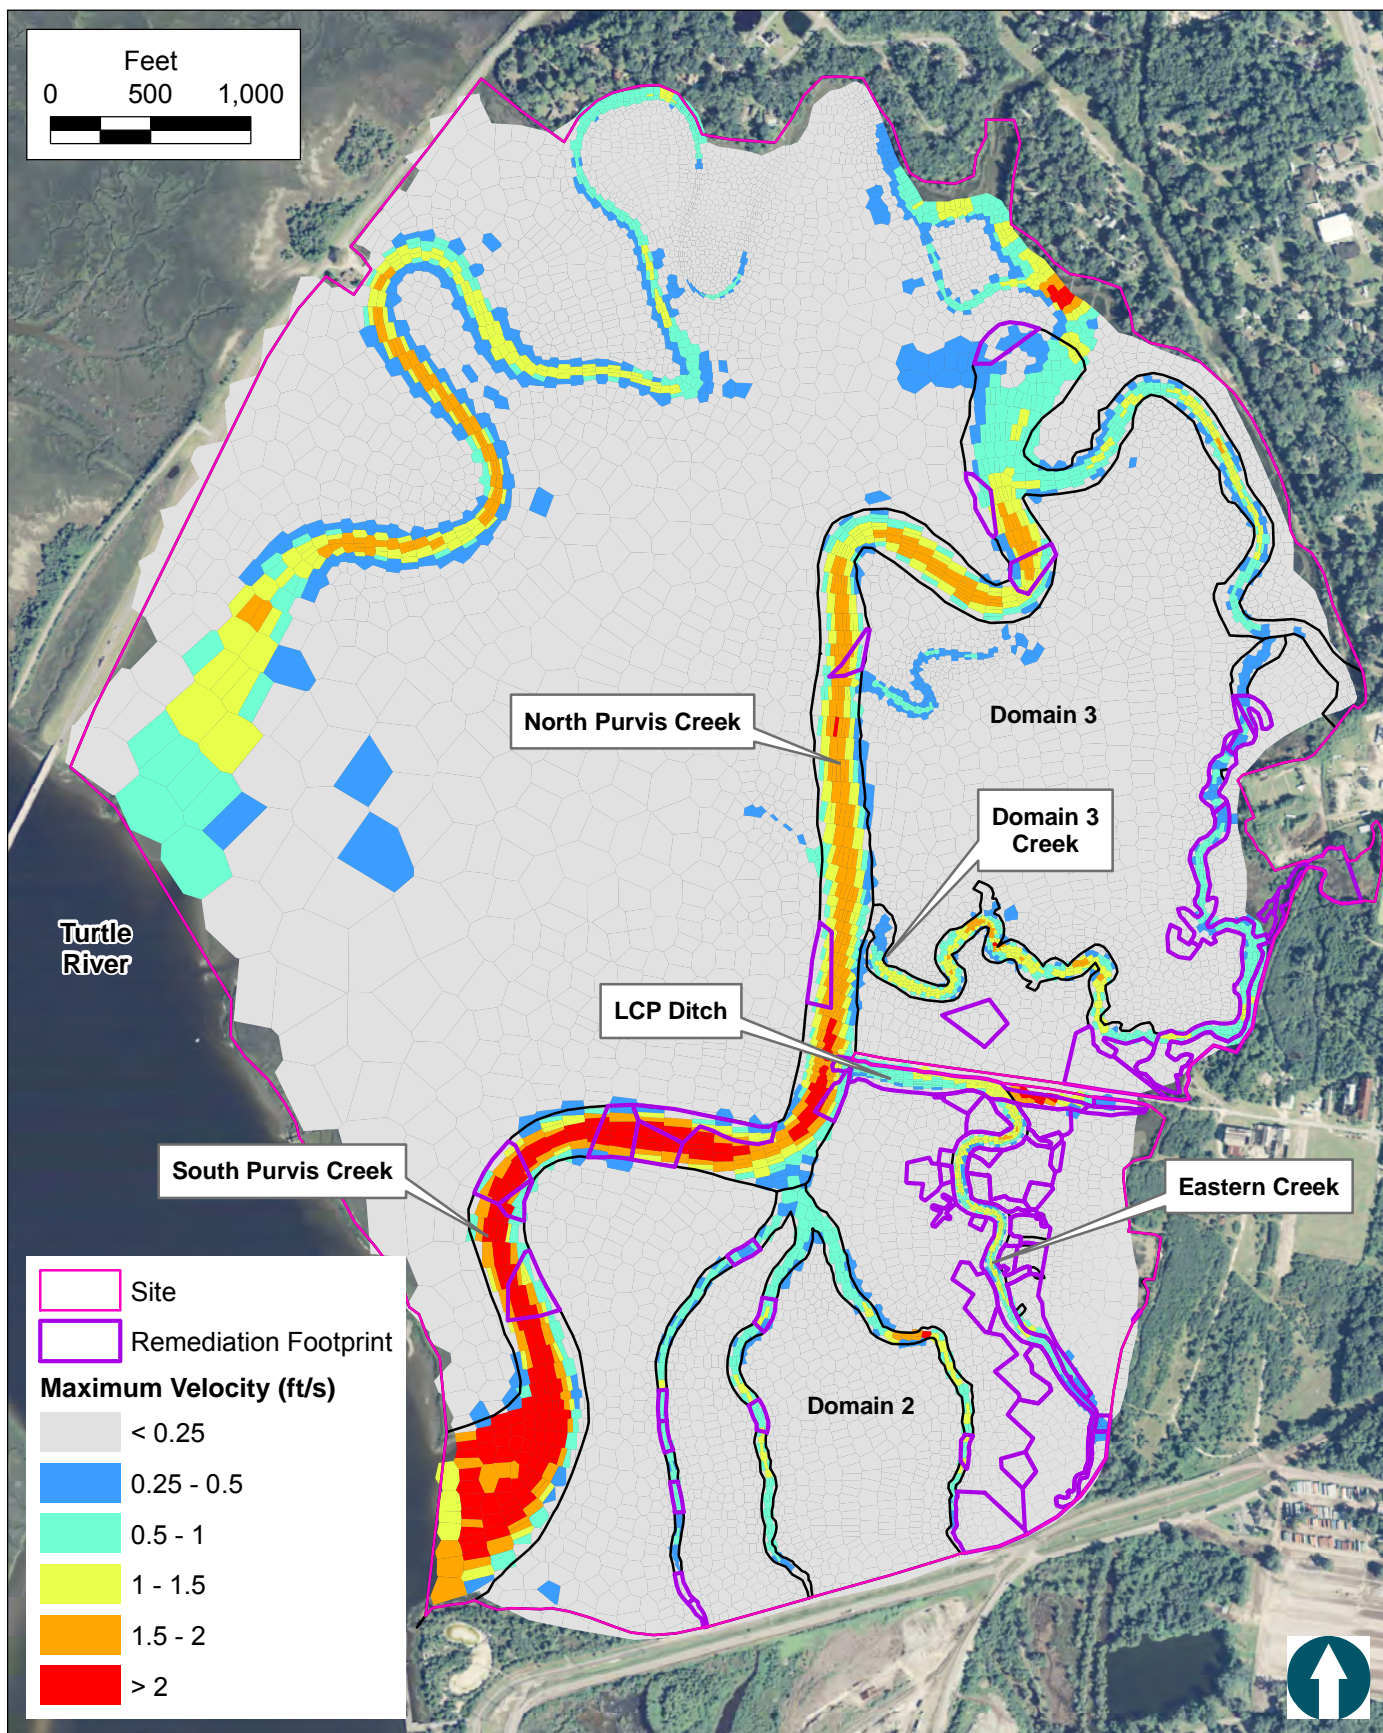 Feet
0 500 1,000
North Purvis Creek
Domain 3
Domain 3
Creek
Turtle
River
LCP Ditch
South Purvis Creek
Eastern Creek
Domain 2
Site
Remediation Footprint
Maximum Velocity (ft/s)
< 0.25
0.25 - 0.5
0.5 - 1
1 - 1.5
1.5 - 2
> 2